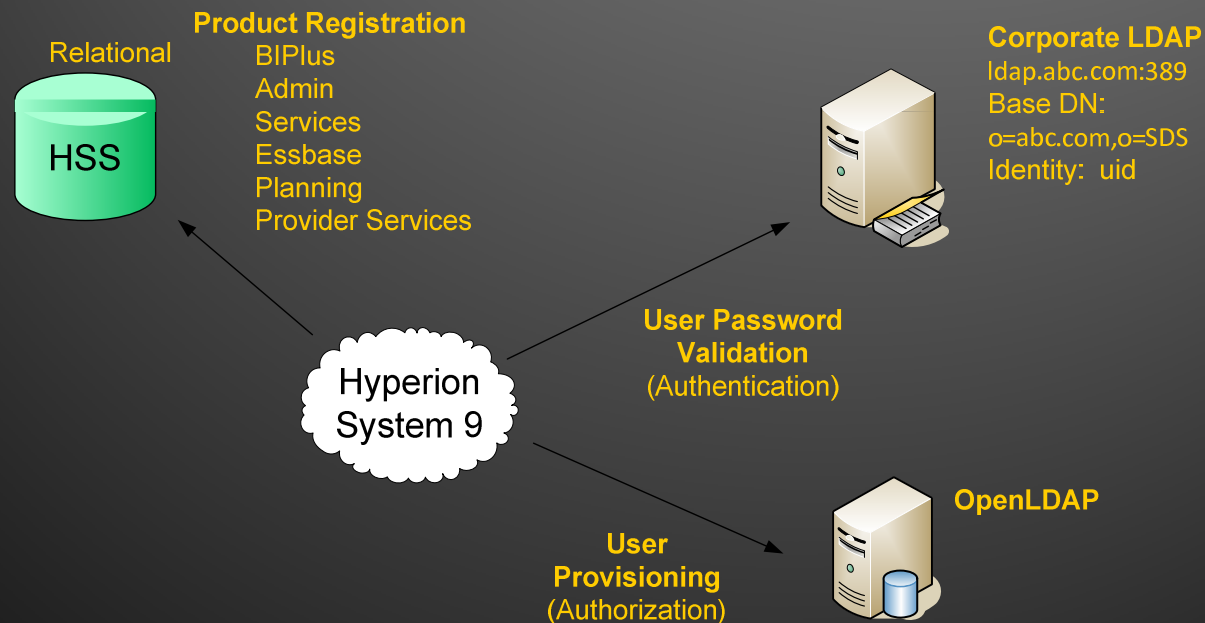 Product Registration
BIPlus
Admin
Services
Essbase
Planning
Provider Services
Relational
HSS
Corporate LDAP
ldap.abc.com:389
Base DN:
o=abc.com,o=SDS
Identity: uid
User Password
Validation
(Authentication)
Hyperion
System 9
OpenLDAP
User
Provisioning
(Authorization)